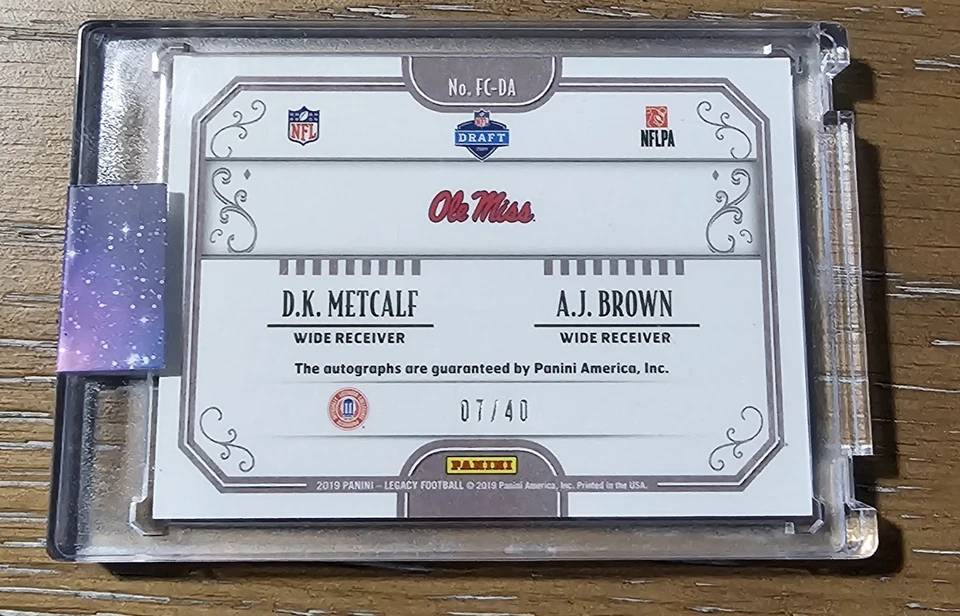 No. FC-DA
NFL
NFL
DRAFT
NFLPA
Ole Miss
D.K. METCALF
WIDE RECEIVER
A.J. BROWN
WIDE RECEIVER
The autographs are guaranteed by Panini America, Inc.
07/40
PANINI
2019 PANINI – LEGACY FOOTBALL © 2019 Panini America, Inc. Printed in the USA.